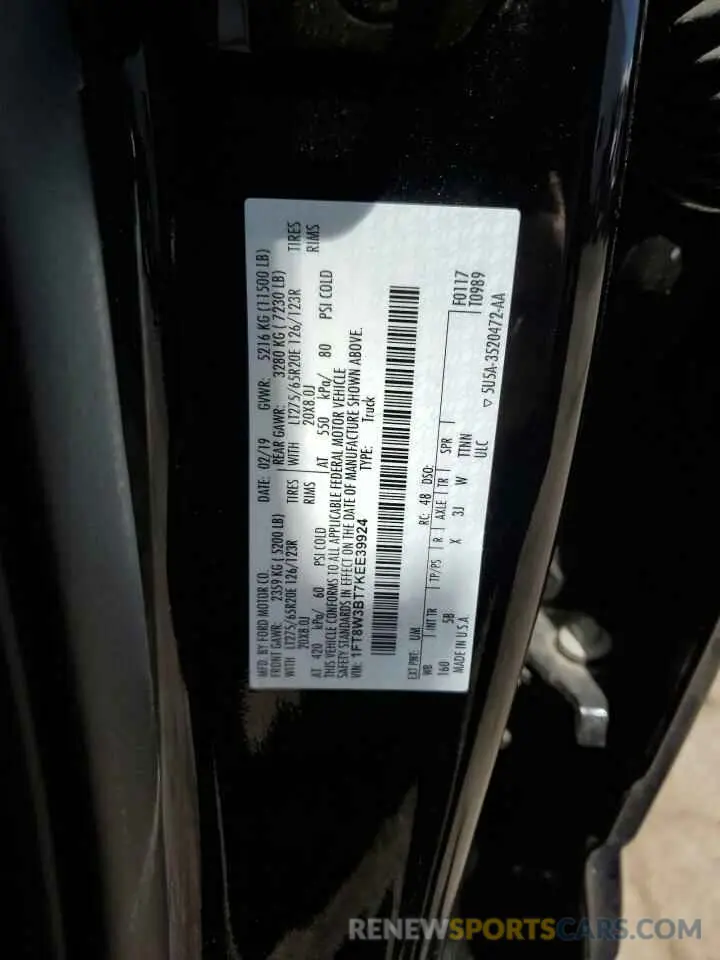 MFD. BY FORD MOTOR CO.
DATE: 02/19 GVWR: 5216 KG (11500 LB)
FRONT GAWR: 2359 KG ( 5200 LB) REAR GAWR: 3280 KG ( 7230 LB)
WITH LT275/65R20E 126/123R TIRES WITH LT275/65R20E 126/123R TIRES
20X8.0J RIMS 20X8.0J RIMS
AT 420 kPa/ 60 PSI COLD AT 550 kPa/ 80 PSI COLD
THIS VEHICLE CONFORMS TO ALL APPLICABLE FEDERAL MOTOR VEHICLE
SAFETY STANDARDS IN EFFECT ON THE DATE OF MANUFACTURE SHOWN ABOVE.
VIN: 1FT8W3BT7KEE39924 TYPE: Truck
EXT PNT: UM RC: 48 DSO:
WB INT TR TP/PS R AXLE TR SPR
160 5B X 3J W TTNN
F0117
T0989
MADE IN U.S.A. ULC
▽ 5U5A-3520472-AA
RENEWSPORTSCARS.COM